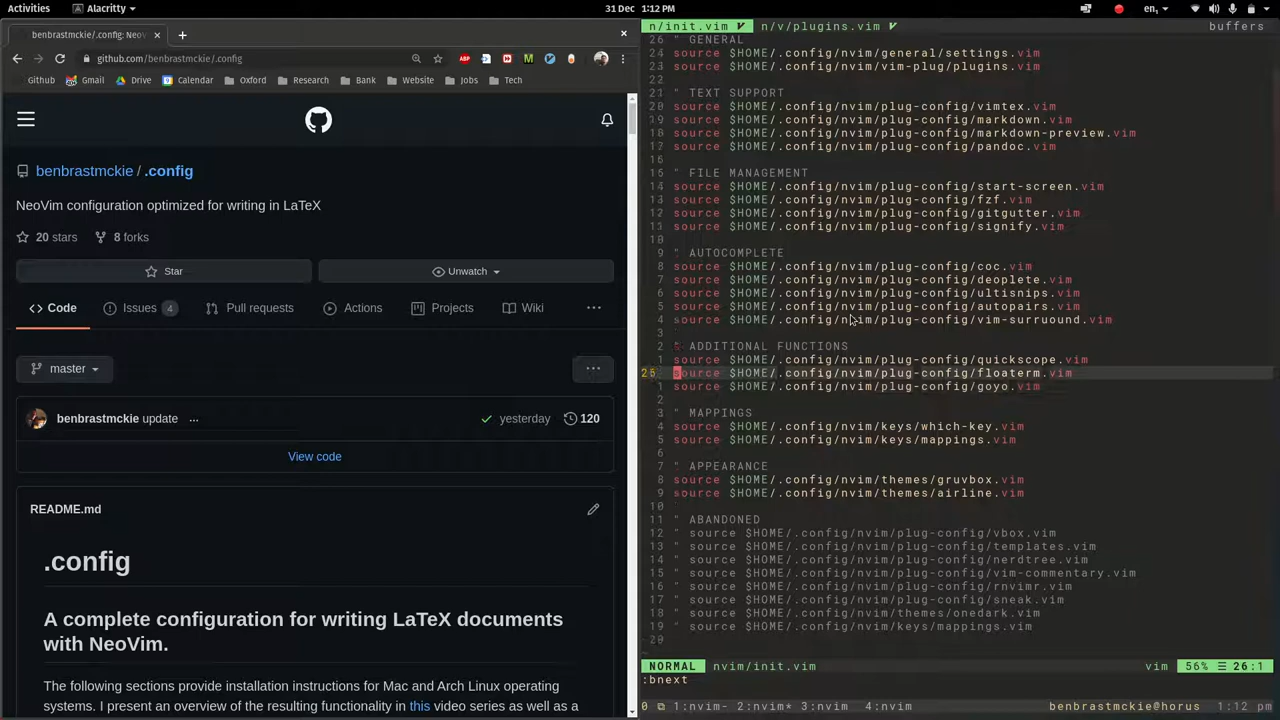 Activities
Alacritty
31 Dec 1:12 PM
en₁
benbrastmckie/.config: Neo
github.com/benbrastmckie/.config
Github
Gmail
Drive
Calendar
Oxford
Research
Bank
Website
Jobs
Tech
benbrastmckie / .config
NeoVim configuration optimized for writing in LaTeX
20 stars
8 forks
Star
Unwatch
Code
Issues 4
Pull requests
Actions
Projects
Wiki
master
benbrastmckie update ...
yesterday
120
View code
README.md
.config
A complete configuration for writing LaTeX documents
with NeoVim.
The following sections provide installation instructions for Mac and Arch Linux operating
systems. I present an overview of the resulting functionality in this video series as well as a
n/init.vim
n/v/plugins.vim
buffers
26 " GENERAL
24 source $HOME/.config/nvim/general/settings.vim
23 source $HOME/.config/nvim/vim-plug/plugins.vim
22
21 " TEXT SUPPORT
20 source $HOME/.config/nvim/plug-config/vimtex.vim
19 source $HOME/.config/nvim/plug-config/markdown.vim
18 source $HOME/.config/nvim/plug-config/markdown-preview.vim
17 source $HOME/.config/nvim/plug-config/pandoc.vim
16
15 " FILE MANAGEMENT
14 source $HOME/.config/nvim/plug-config/start-screen.vim
13 source $HOME/.config/nvim/plug-config/fzf.vim
12 source $HOME/.config/nvim/plug-config/gitgutter.vim
11 source $HOME/.config/nvim/plug-config/signify.vim
10
9 " AUTOCOMPLETE
8 source $HOME/.config/nvim/plug-config/coc.vim
7 source $HOME/.config/nvim/plug-config/deoplete.vim
6 source $HOME/.config/nvim/plug-config/ultisnips.vim
5 source $HOME/.config/nvim/plug-config/autopairs.vim
4 source $HOME/.config/nvim/plug-config/vim-surruound.vim
3
2 " ADDITIONAL FUNCTIONS
1 source $HOME/.config/nvim/plug-config/quickscope.vim
26 source $HOME/.config/nvim/plug-config/floaterm.vim
1 source $HOME/.config/nvim/plug-config/goyo.vim
2
3 " MAPPINGS
4 source $HOME/.config/nvim/keys/which-key.vim
5 source $HOME/.config/nvim/keys/mappings.vim
6
7 " APPEARANCE
8 source $HOME/.config/nvim/themes/gruvbox.vim
9 source $HOME/.config/nvim/themes/airline.vim
10
11 " ABANDONED
12 " source $HOME/.config/nvim/plug-config/vbox.vim
13 " source $HOME/.config/nvim/plug-config/templates.vim
14 " source $HOME/.config/nvim/plug-config/nerdtree.vim
15 " source $HOME/.config/nvim/plug-config/vim-commentary.vim
16 " source $HOME/.config/nvim/plug-config/rnvimr.vim
17 " source $HOME/.config/nvim/plug-config/sneak.vim
18 " source $HOME/.config/nvim/themes/onedark.vim
19 " source $HOME/.config/nvim/keys/mappings.vim
20
NORMAL nvim/init.vim
vim
56% ☰ 26:1
:bnext
0 1:nvim- 2:nvim* 3:nvim 4:nvim
benbrastmckie@horus
1:12 pm